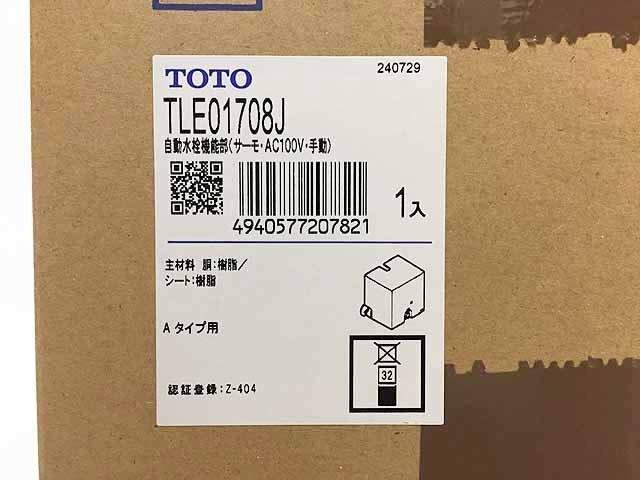 TOTO
240729
TLE01708J
自動水栓機能部(サーモ・AC100V・手動)
4940577207821
1入
主材料 胴:樹脂/
シート:樹脂
Aタイプ用
32
認証登録:Z-404